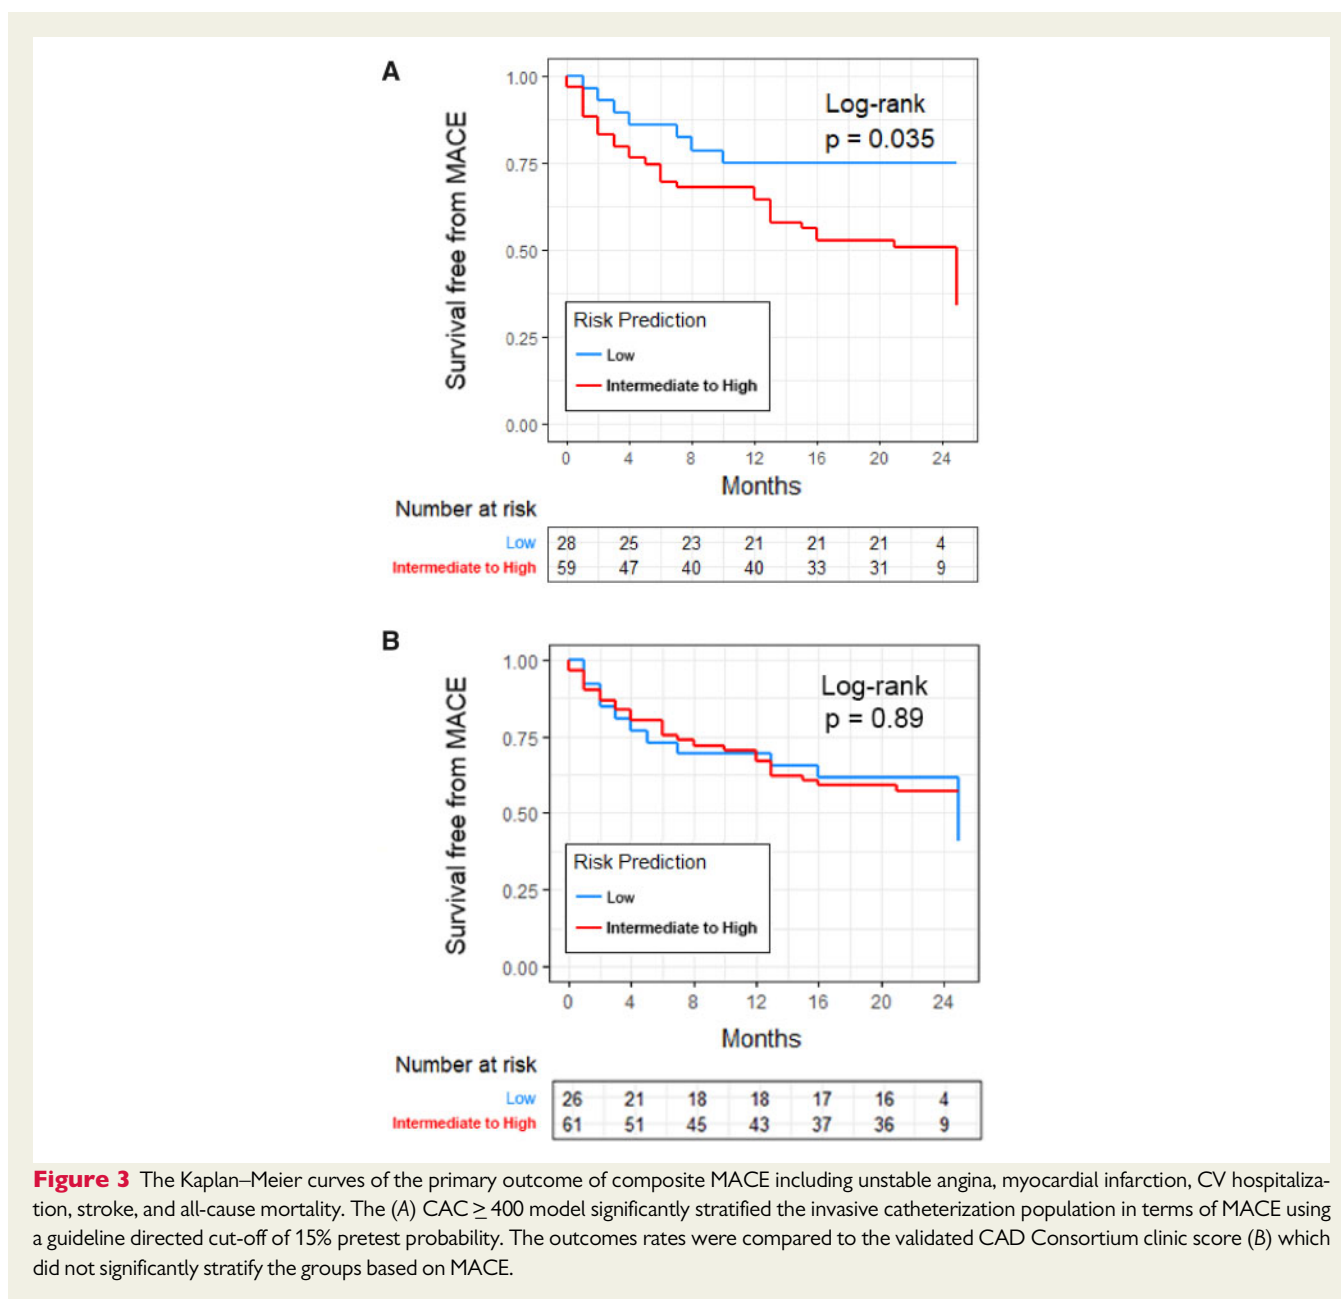 A
Survival free from MACE
1.00
0.75
0.50
0.25
0.00
Log-rank
p = 0.035
Risk Prediction
Low
Intermediate to High
0 4 8 12 16 20 24
Months
Number at risk
Low 28 25 23 21 21 21 4
Intermediate to High 59 47 40 40 33 31 9
B
Survival free from MACE
1.00
0.75
0.50
0.25
0.00
Log-rank
p = 0.89
Risk Prediction
Low
Intermediate to High
0 4 8 12 16 20 24
Months
Number at risk
Low 26 21 18 18 17 16 4
Intermediate to High 61 51 45 43 37 36 9
Figure 3 The Kaplan–Meier curves of the primary outcome of composite MACE including unstable angina, myocardial infarction, CV hospitaliza-
tion, stroke, and all-cause mortality. The (A) CAC ≥ 400 model significantly stratified the invasive catheterization population in terms of MACE using
a guideline directed cut-off of 15% pretest probability. The outcomes rates were compared to the validated CAD Consortium clinic score (B) which
did not significantly stratify the groups based on MACE.